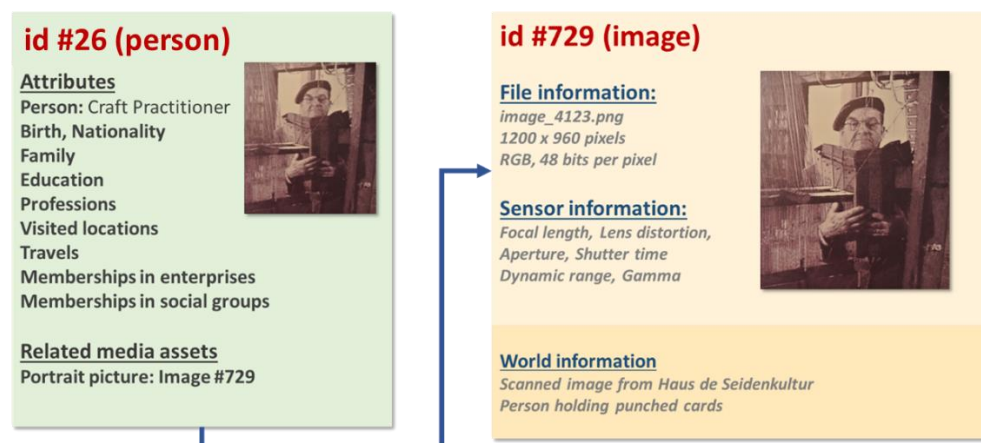 id #26 (person)
Attributes
Person: Craft Practitioner
Birth, Nationality
Family
Education
Professions
Visited locations
Travels
Memberships in enterprises
Memberships in social groups
Related media assets
Portrait picture: Image #729
id #729 (image)
File information:
image_4123.png
1200 x 960 pixels
RGB, 48 bits per pixel
Sensor information:
Focal length, Lens distortion,
Aperture, Shutter time
Dynamic range, Gamma
World information
Scanned image from Haus de Seidenkultur
Person holding punched cards